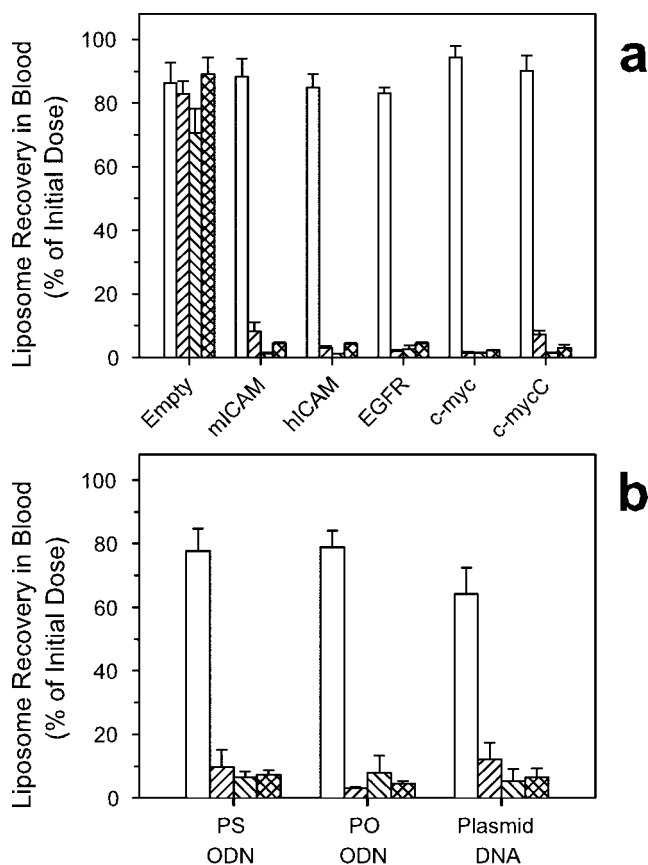 a
Liposome Recovery in Blood
(% of Initial Dose)
100
80
60
40
20
0
Empty
mICAM
hICAM
EGFR
c-myc
c-mycC
b
Liposome Recovery in Blood
(% of Initial Dose)
100
80
60
40
20
0
PS
ODN
PO
ODN
Plasmid
DNA